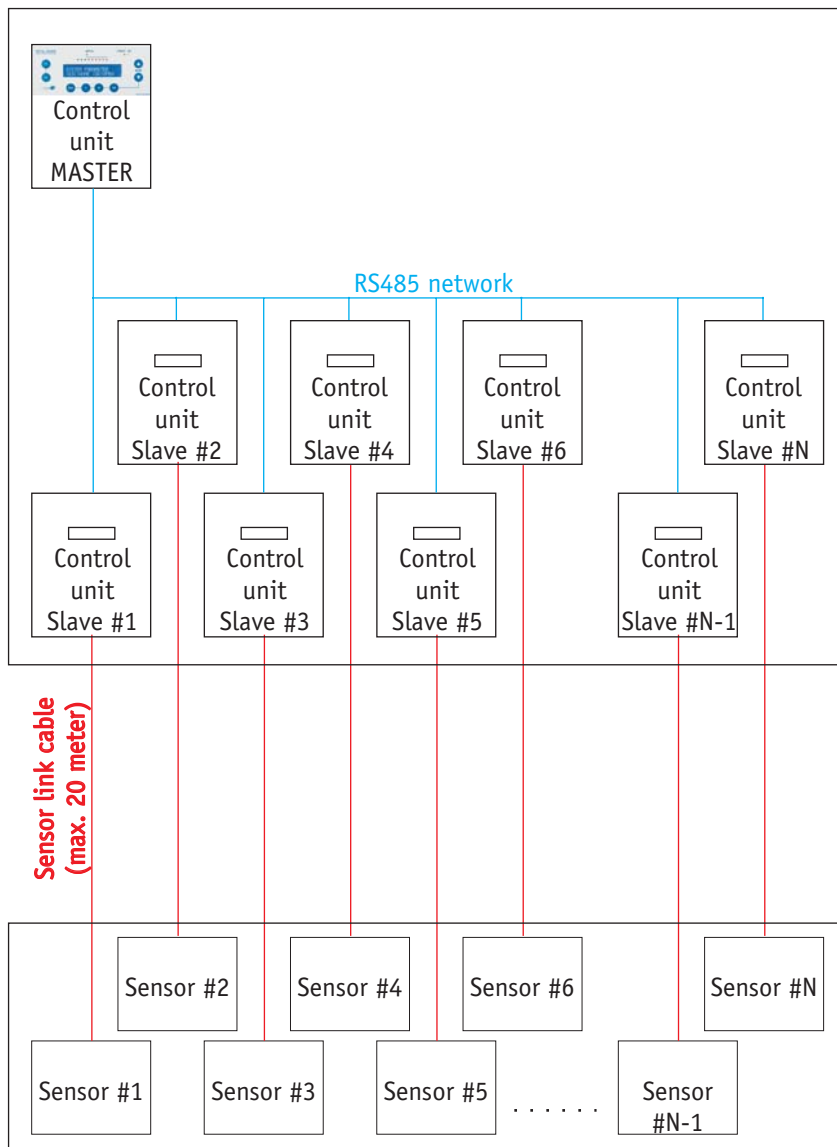 Control
unit
MASTER
RS485 network
Control
unit
Slave #2
Control
unit
Slave #4
Control
unit
Slave #6
Control
unit
Slave #N
Control
unit
Slave #1
Control
unit
Slave #3
Control
unit
Slave #5
Control
unit
Slave #N-1
Sensor link cable
(max. 20 meter)
Sensor #2
Sensor #4
Sensor #6
Sensor #N
Sensor #1
Sensor #3
Sensor #5
. . . . . .
Sensor
#N-1